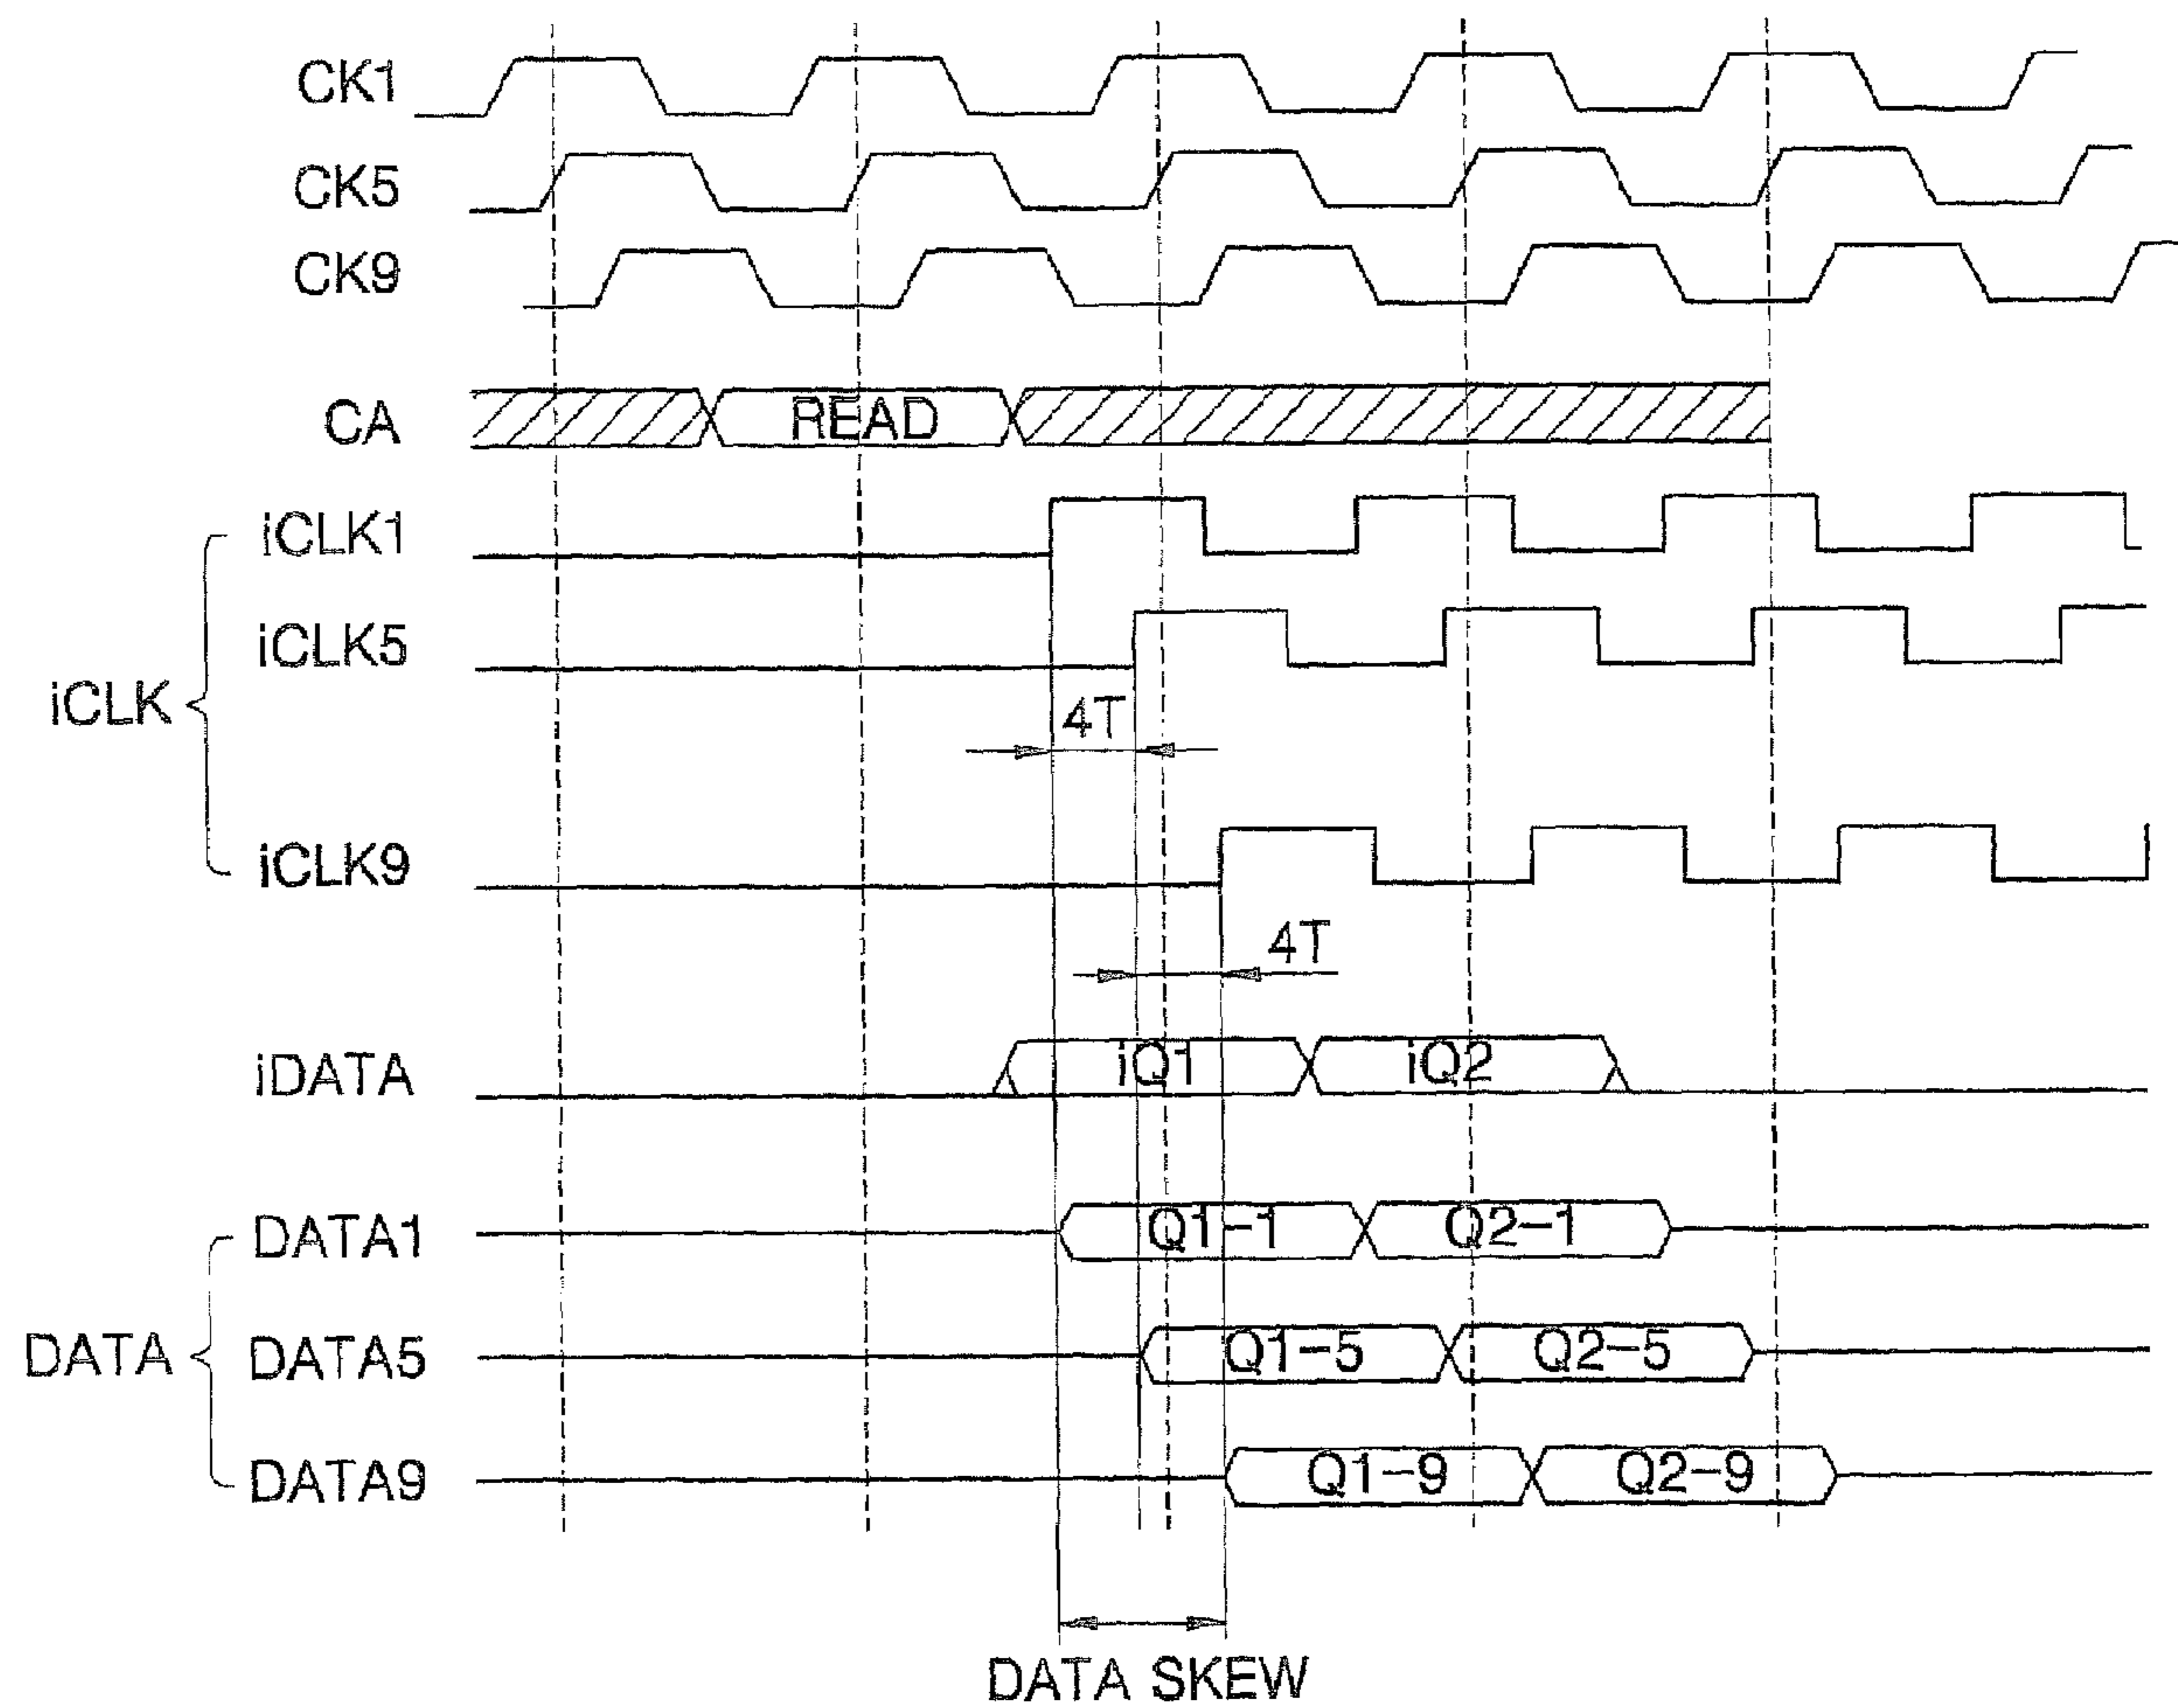 CK1
CK5
CK9
CA
READ
iCLK1
iCLK5
iCLK
4T
iCLK9
4T
iDATA
iQ1
iQ2
DATA1
Q1-1
Q2-1
DATA
DATA5
Q1-5
Q2-5
DATA9
Q1-9
Q2-9
DATA SKEW